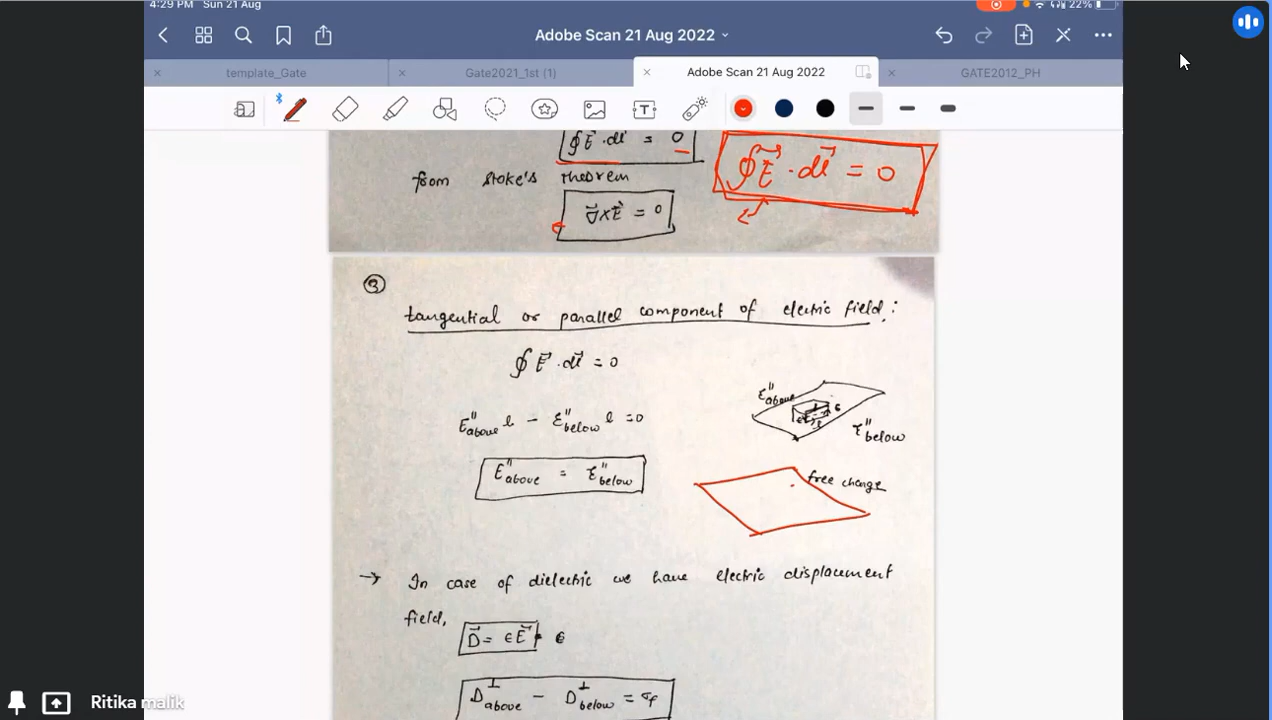 4:29 PM Sun 21 Aug
22%
Adobe Scan 21 Aug 2022
template_Gate
Gate2021_1st (1)
Adobe Scan 21 Aug 2022
GATE2012_PH
∮E⃗·dl⃗ = 0
∮E⃗·dl⃗ = 0
from stoke's theorem
∇⃗×E⃗ = 0
③
tangential or parallel component of electric field:
∮E⃗·dl⃗ = 0
E"above l − E"below l = 0
E"above = E"below
E"above
E"below
free charge
→ In case of dielectric we have electric displacement
field,
D⃗ = ϵE⃗
D⊥above − D⊥below = σf
Ritika malik